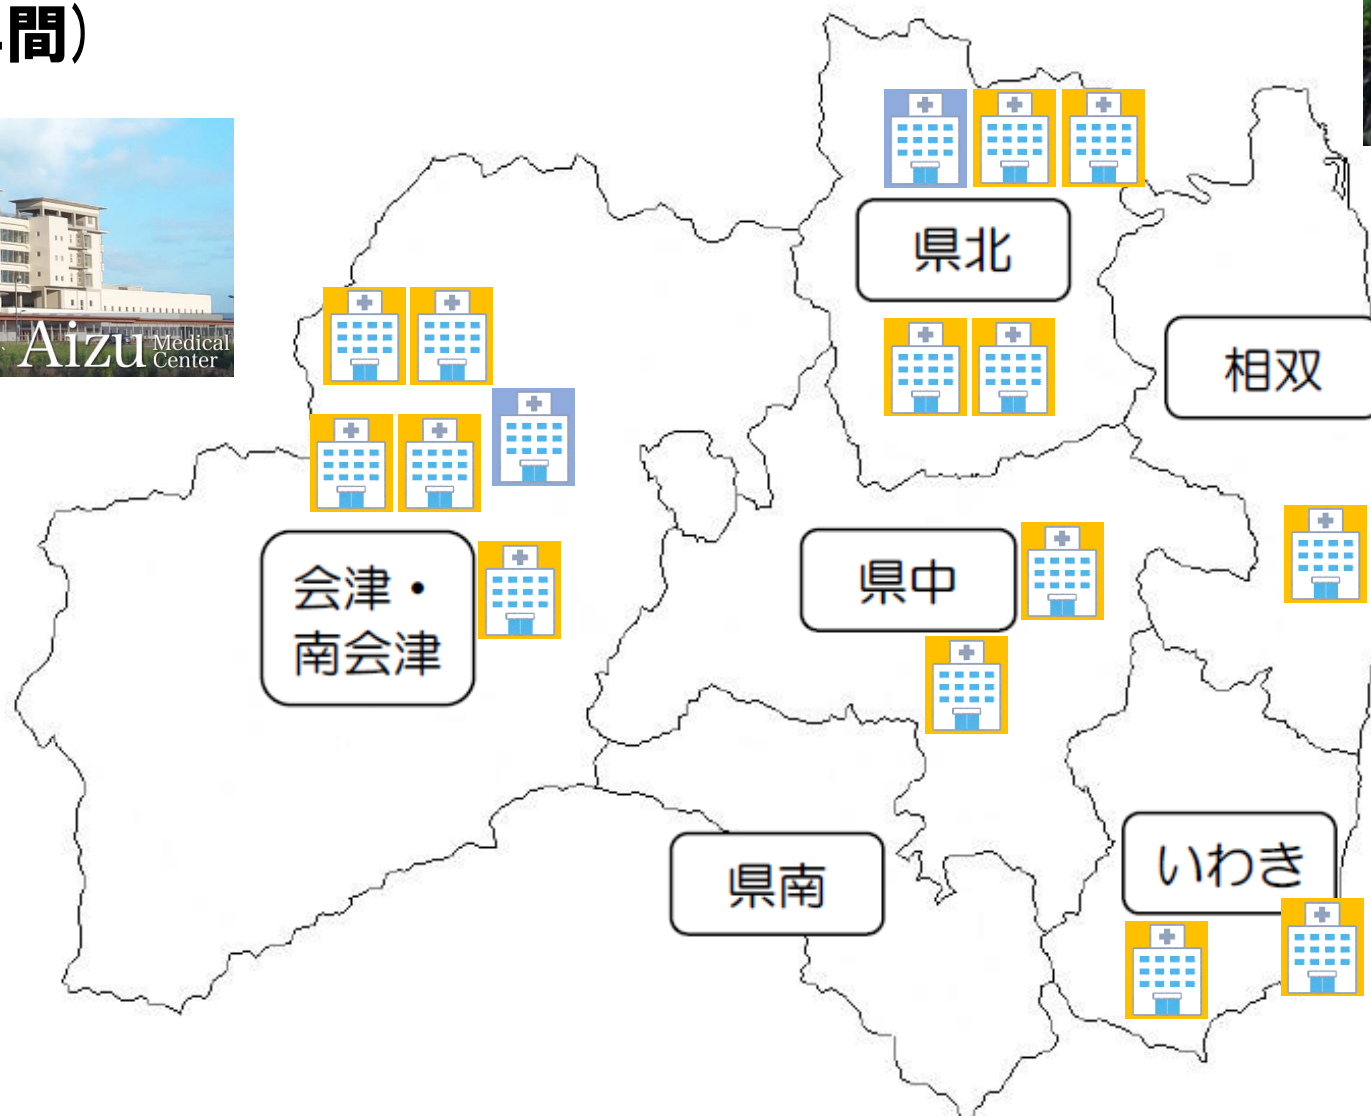 間）
Aizu Medical Center
県北
相双
会津・
南会津
県中
県南
いわき